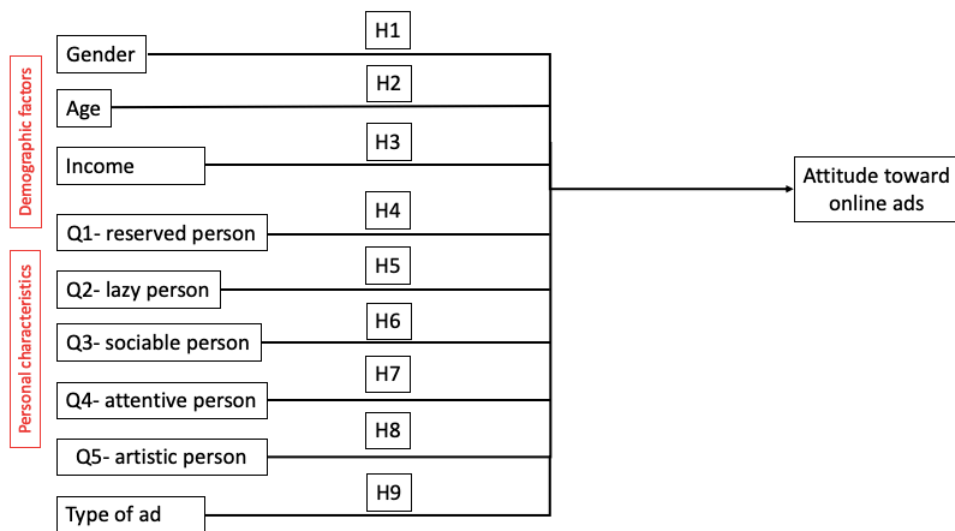 H1
Gender
H2
Age
H3
Income
Demographic factors
H4
Q1- reserved person
H5
Q2- lazy person
H6
Q3- sociable person
H7
Q4- attentive person
H8
Q5- artistic person
Personal characteristics
H9
Type of ad
Attitude toward
online ads